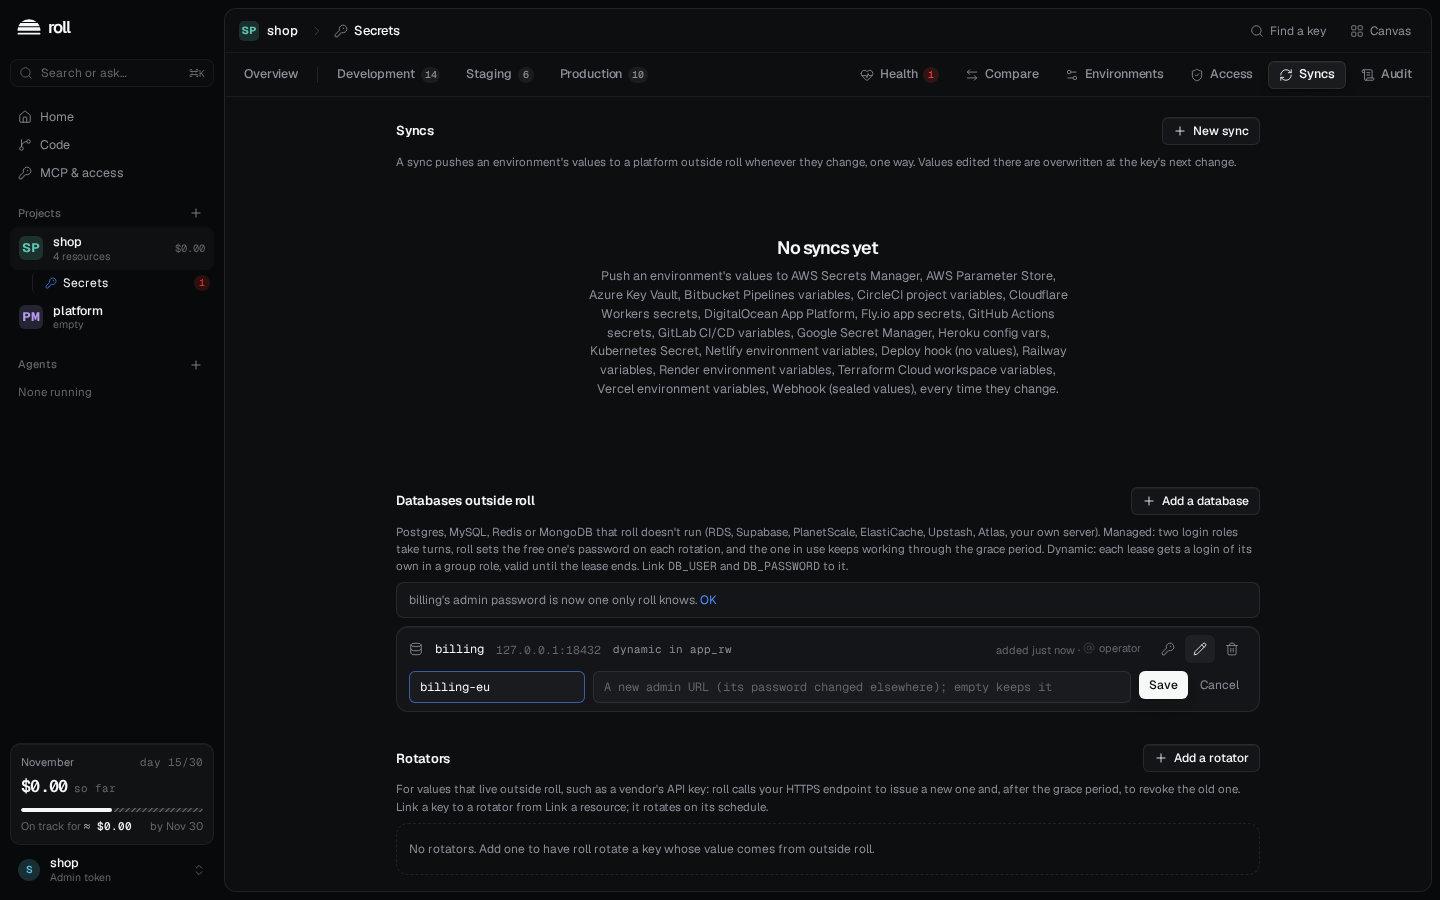 roll
Search or ask... ⌘K
Home
Code
MCP & access
Projects
SP shop $0.00
4 resources
Secrets 1
PM platform
empty
Agents
None running
November day 15/30
$0.00 so far
On track for ≈ $0.00 by Nov 30
S shop
Admin token
SP shop Secrets
Find a key Canvas
Overview Development 14 Staging 6 Production 10
Health 1 Compare Environments Access Syncs Audit
Syncs
New sync
A sync pushes an environment's values to a platform outside roll whenever they change, one way. Values edited there are overwritten at the key's next change.
No syncs yet
Push an environment's values to AWS Secrets Manager, AWS Parameter Store,
Azure Key Vault, Bitbucket Pipelines variables, CircleCI project variables, Cloudflare
Workers secrets, DigitalOcean App Platform, Fly.io app secrets, GitHub Actions
secrets, GitLab CI/CD variables, Google Secret Manager, Heroku config vars,
Kubernetes Secret, Netlify environment variables, Deploy hook (no values), Railway
variables, Render environment variables, Terraform Cloud workspace variables,
Vercel environment variables, Webhook (sealed values), every time they change.
Databases outside roll
Add a database
Postgres, MySQL, Redis or MongoDB that roll doesn't run (RDS, Supabase, PlanetScale, ElastiCache, Upstash, Atlas, your own server). Managed: two login roles
take turns, roll sets the free one's password on each rotation, and the one in use keeps working through the grace period. Dynamic: each lease gets a login of its
own in a group role, valid until the lease ends. Link DB_USER and DB_PASSWORD to it.
billing's admin password is now one only roll knows. OK
billing 127.0.0.1:18432 dynamic in app_rw added just now · operator
billing-eu A new admin URL (its password changed elsewhere); empty keeps it Save Cancel
Rotators
Add a rotator
For values that live outside roll, such as a vendor's API key: roll calls your HTTPS endpoint to issue a new one and, after the grace period, to revoke the old one.
Link a key to a rotator from Link a resource; it rotates on its schedule.
No rotators. Add one to have roll rotate a key whose value comes from outside roll.